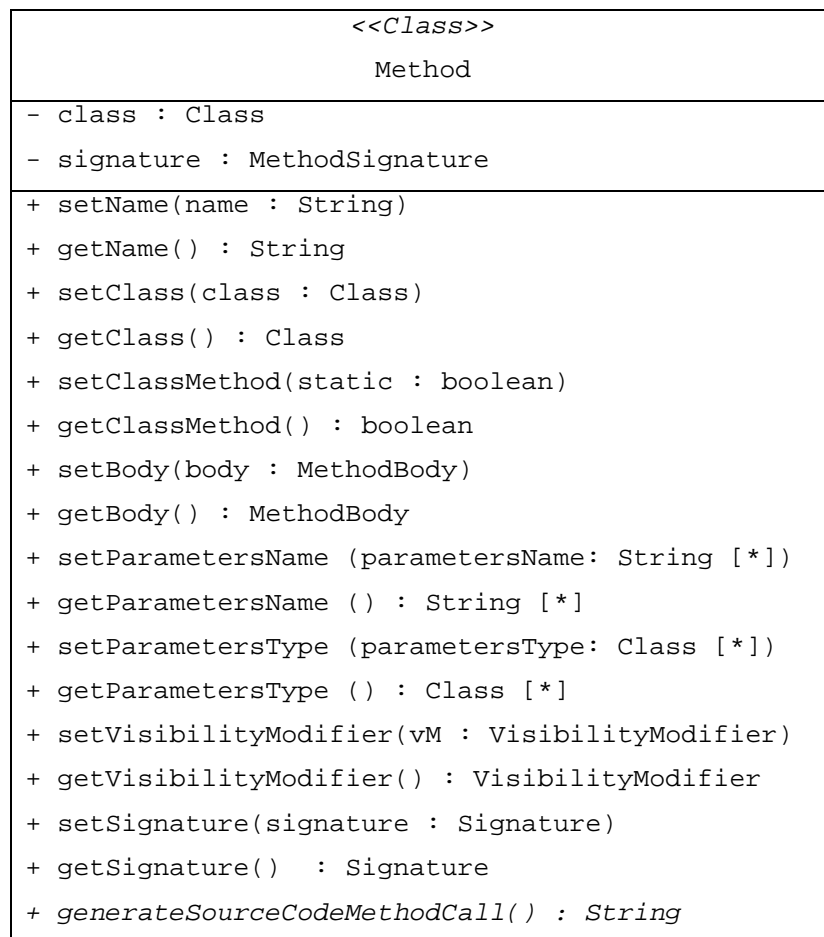 <<Class>>
Method
- class : Class
- signature : MethodSignature
+ setName(name : String)
+ getName() : String
+ setClass(class : Class)
+ getClass() : Class
+ setClassMethod(static : boolean)
+ getClassMethod() : boolean
+ setBody(body : MethodBody)
+ getBody() : MethodBody
+ setParametersName (parametersName: String [*])
+ getParametersName () : String [*]
+ setParametersType (parametersType: Class [*])
+ getParametersType () : Class [*]
+ setVisibilityModifier(vM : VisibilityModifier)
+ getVisibilityModifier() : VisibilityModifier
+ setSignature(signature : Signature)
+ getSignature()  : Signature
+ generateSourceCodeMethodCall() : String